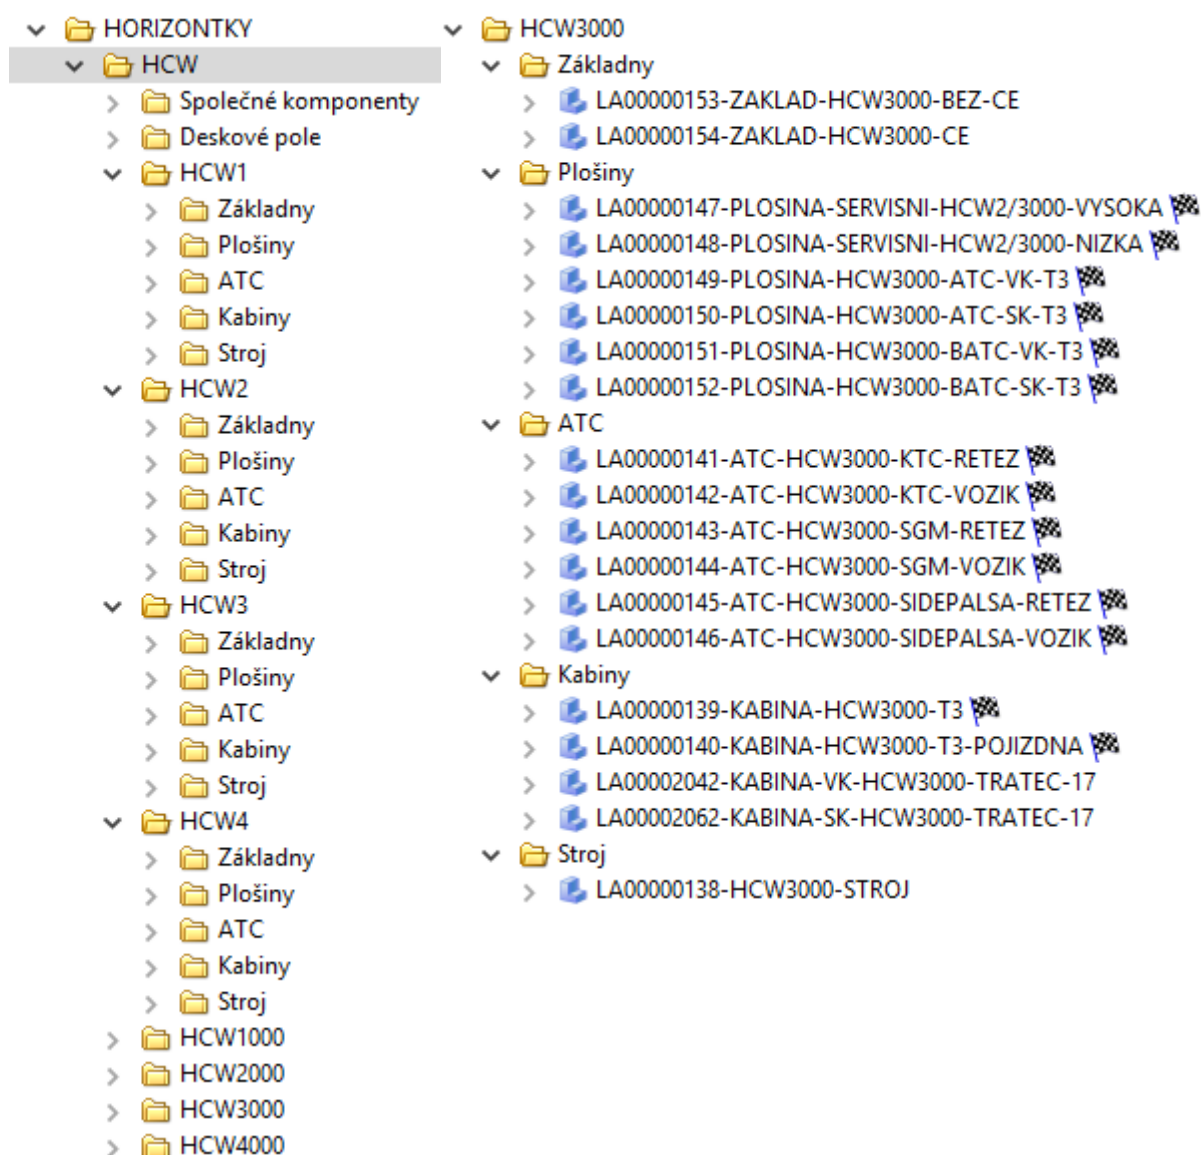 HORIZONTKY
HCW
Společné komponenty
Deskové pole
HCW1
Základny
Plošiny
ATC
Kabiny
Stroj
HCW2
Základny
Plošiny
ATC
Kabiny
Stroj
HCW3
Základny
Plošiny
ATC
Kabiny
Stroj
HCW4
Základny
Plošiny
ATC
Kabiny
Stroj
HCW1000
HCW2000
HCW3000
HCW4000
HCW3000
Základny
LA00000153-ZAKLAD-HCW3000-BEZ-CE
LA00000154-ZAKLAD-HCW3000-CE
Plošiny
LA00000147-PLOSINA-SERVISNI-HCW2/3000-VYSOKA
LA00000148-PLOSINA-SERVISNI-HCW2/3000-NIZKA
LA00000149-PLOSINA-HCW3000-ATC-VK-T3
LA00000150-PLOSINA-HCW3000-ATC-SK-T3
LA00000151-PLOSINA-HCW3000-BATC-VK-T3
LA00000152-PLOSINA-HCW3000-BATC-SK-T3
ATC
LA00000141-ATC-HCW3000-KTC-RETEZ
LA00000142-ATC-HCW3000-KTC-VOZIK
LA00000143-ATC-HCW3000-SGM-RETEZ
LA00000144-ATC-HCW3000-SGM-VOZIK
LA00000145-ATC-HCW3000-SIDEPALSA-RETEZ
LA00000146-ATC-HCW3000-SIDEPALSA-VOZIK
Kabiny
LA00000139-KABINA-HCW3000-T3
LA00000140-KABINA-HCW3000-T3-POJIZDNA
LA00002042-KABINA-VK-HCW3000-TRATEC-17
LA00002062-KABINA-SK-HCW3000-TRATEC-17
Stroj
LA00000138-HCW3000-STROJ